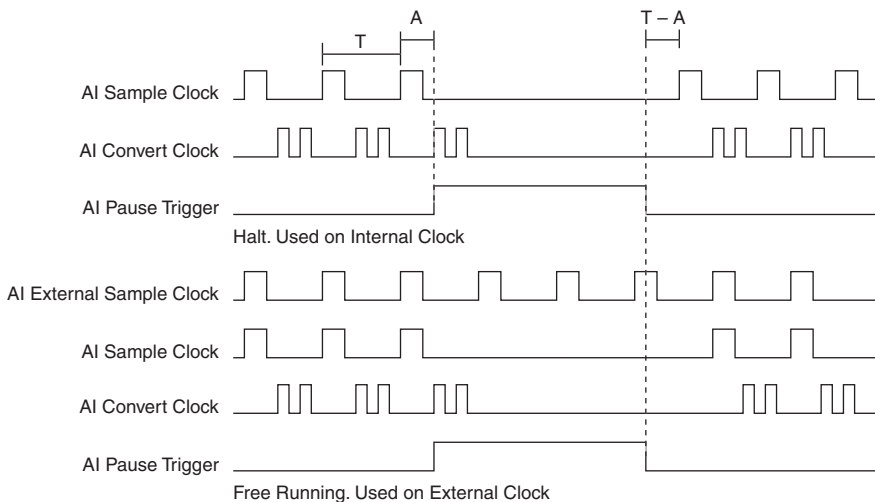 A
T – A
T
AI Sample Clock
AI Convert Clock
AI Pause Trigger
Halt. Used on Internal Clock
AI External Sample Clock
AI Sample Clock
AI Convert Clock
AI Pause Trigger
Free Running. Used on External Clock